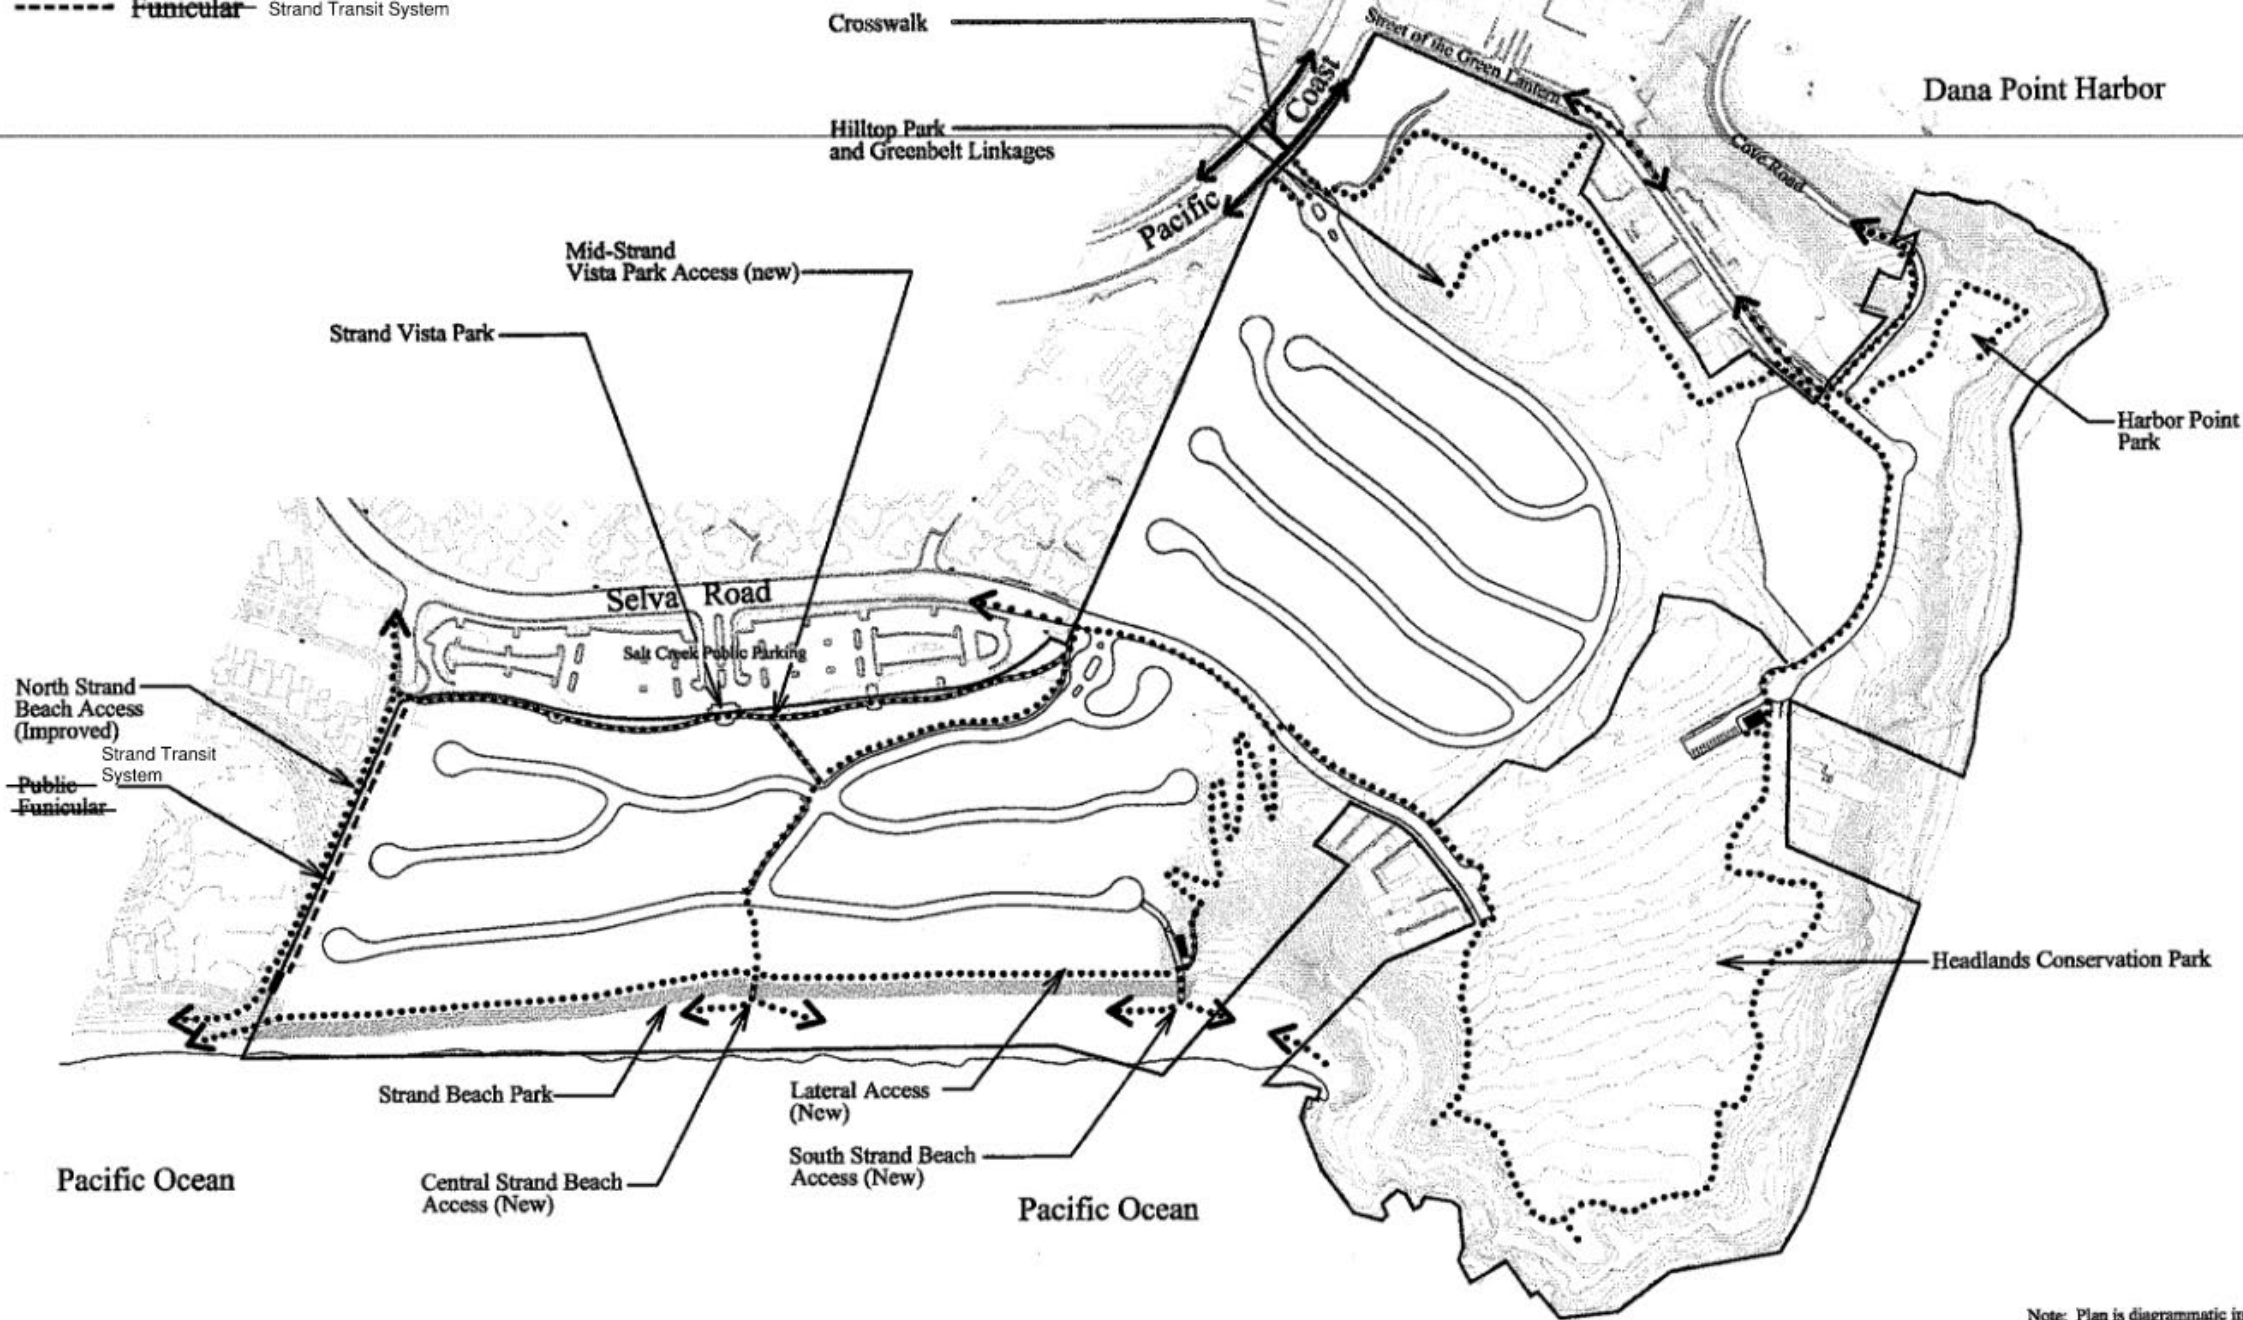 Funicular Strand Transit System
Crosswalk
Street of the Green Lantern
Coast
Dana Point Harbor
Hilltop Park
and Greenbelt Linkages
Cove Road
Pacific
Mid-Strand
Vista Park Access (new)
Strand Vista Park
Harbor Point
Park
Selva Road
Salt Creek Public Parking
North Strand
Beach Access
(Improved)
Strand Transit
System
Public
Funicular
Headlands Conservation Park
Strand Beach Park
Lateral Access
(New)
South Strand Beach
Access (New)
Central Strand Beach
Access (New)
Pacific Ocean
Pacific Ocean
Note: Plan is diagrammatic